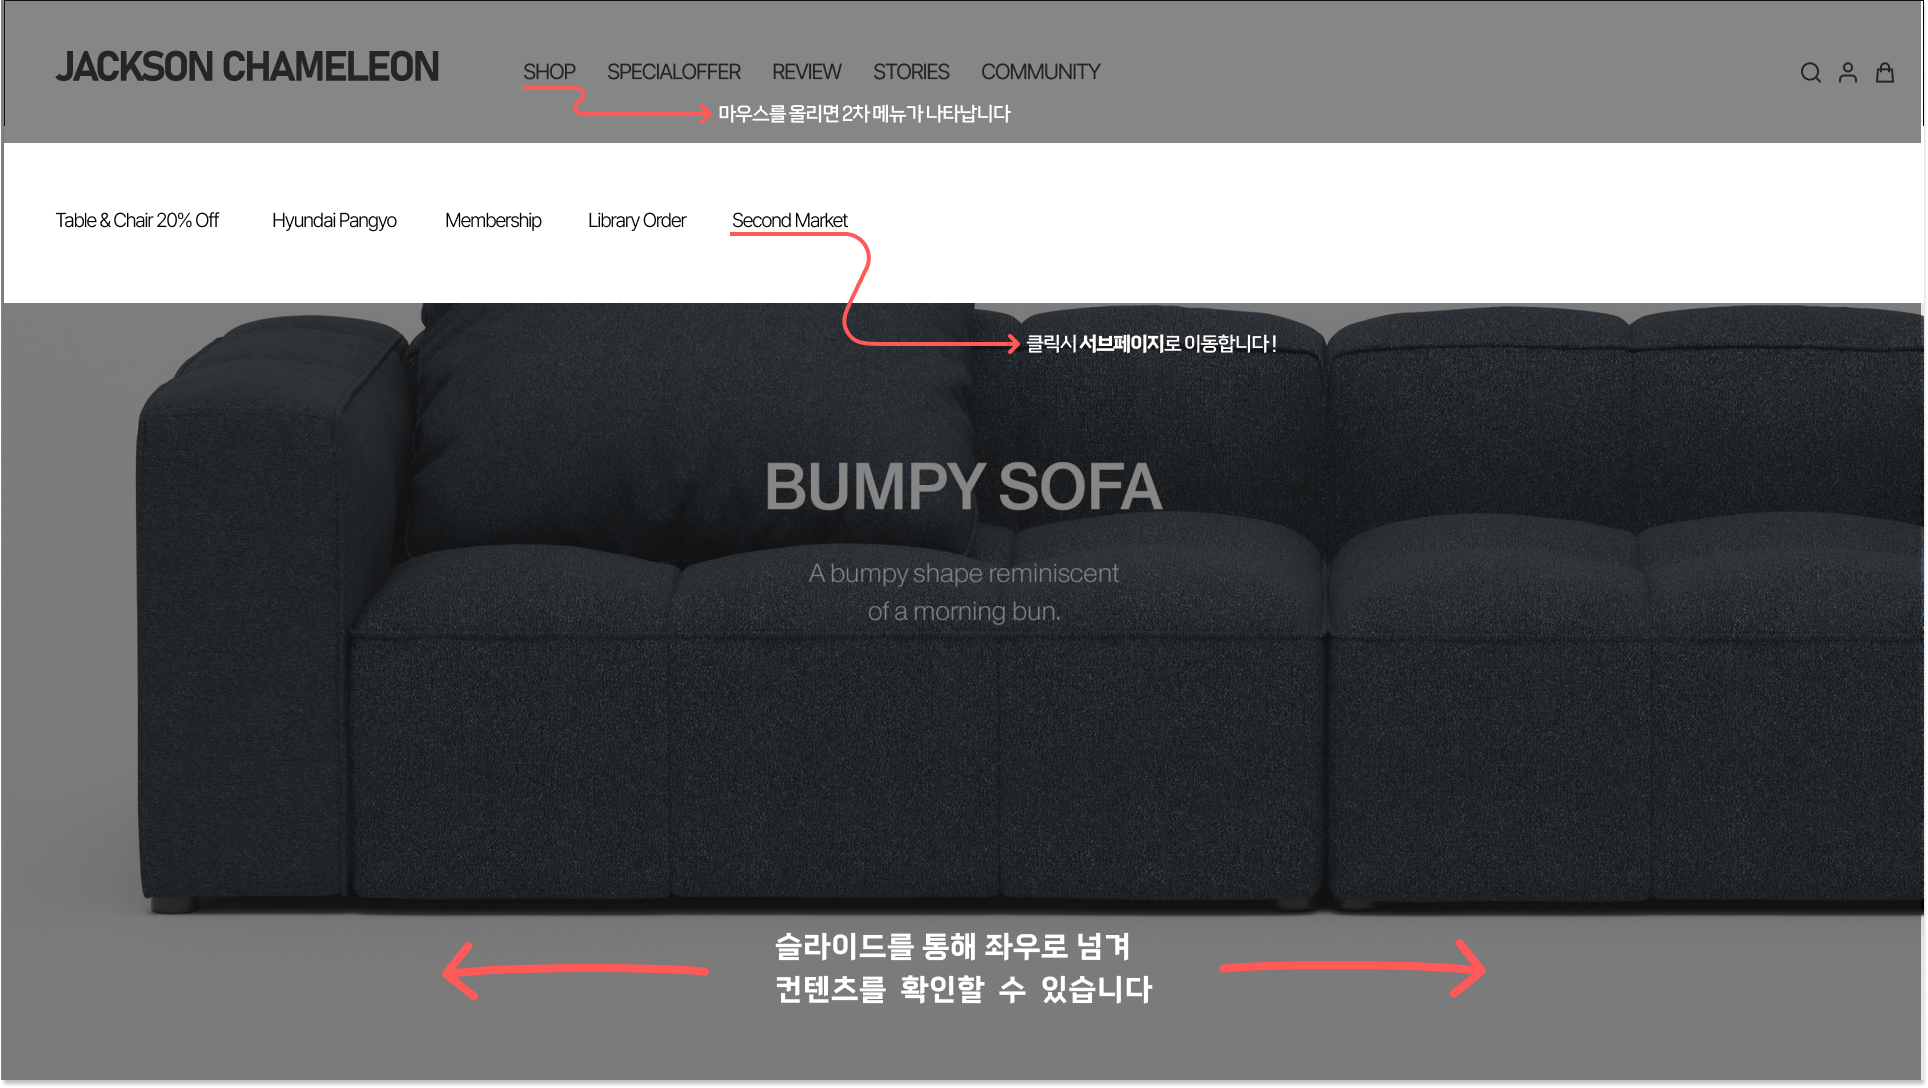 JACKSON CHAMELEON
SHOP SPECIALOFFER REVIEW STORIES COMMUNITY
마우스를 올리면 2차 메뉴가 나타납니다
Table & Chair 20% Off Hyundai Pangyo Membership Library Order Second Market
클릭시 서브페이지로 이동합니다!
BUMPY SOFA
A bumpy shape reminiscent
of a morning bun.
슬라이드를 통해 좌우로 넘겨
컨텐츠를 확인할 수 있습니다